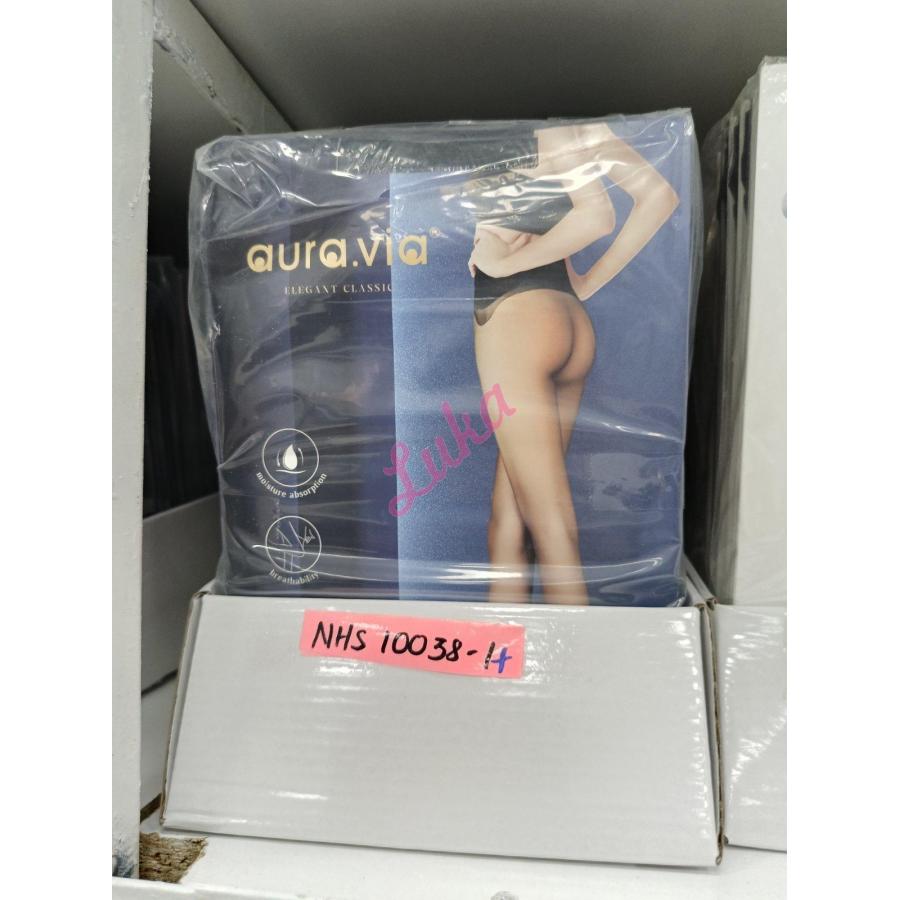 aura.via®
ELEGANT CLASSIC
moisture absorption
breathability
Luka
NHS 10038-14